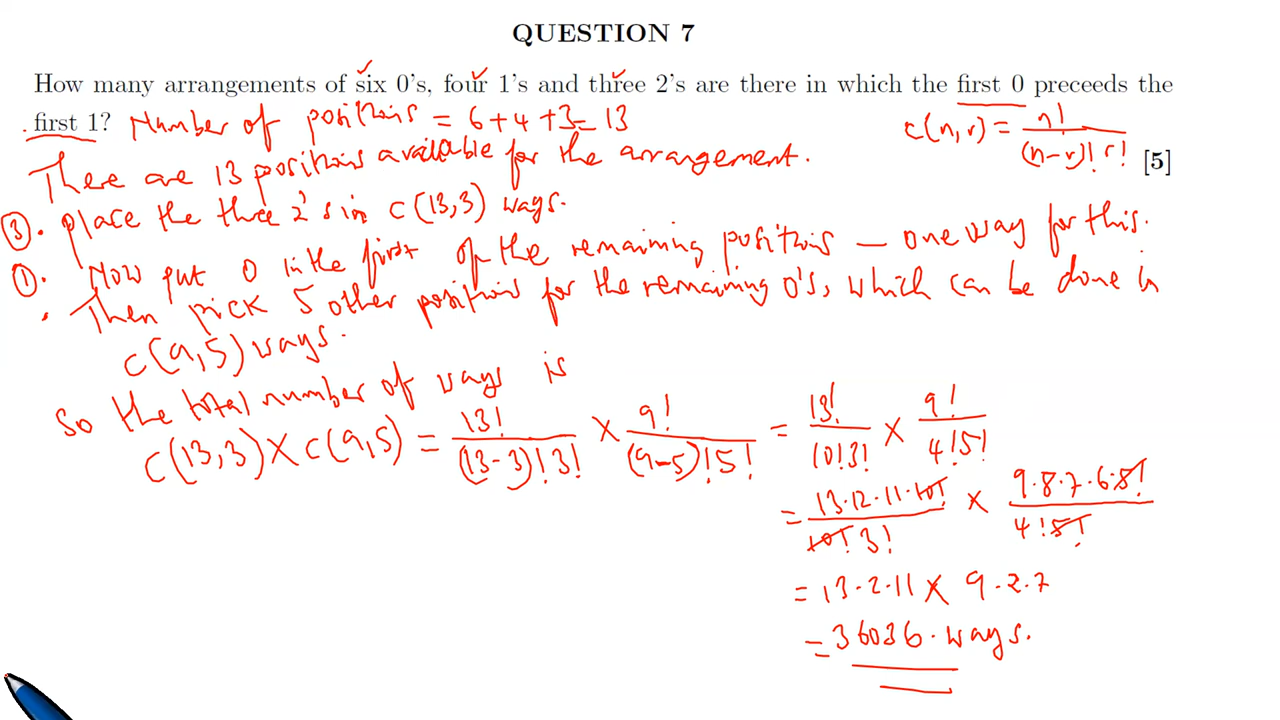 QUESTION 7
How many arrangements of six 0's, four 1's and three 2's are there in which the first 0 preceeds the
first 1? Number of positions = 6 + 4 + 3 = 13
c(n,r) = n! / (n-r)! r!
[5]
There are 13 positions available for the arrangement.
③. place the three 2's in c(13,3) ways.
①. Now put 0 in the first of the remaining positions — one way for this.
. Then pick 5 other positions for the remaining 0's, which can be done in
c(9,5) ways.
So the total number of ways is
c(13,3) × c(9,5) = 13! / (13-3)! 3! × 9! / (9-5)! 5! = 13! / 10! 3! × 9! / 4! 5!
= 13·12·11·10! / 10! 3! × 9·8·7·6·5! / 4! 5!
= 13·2·11 × 9·2·7
= 36036 · ways.